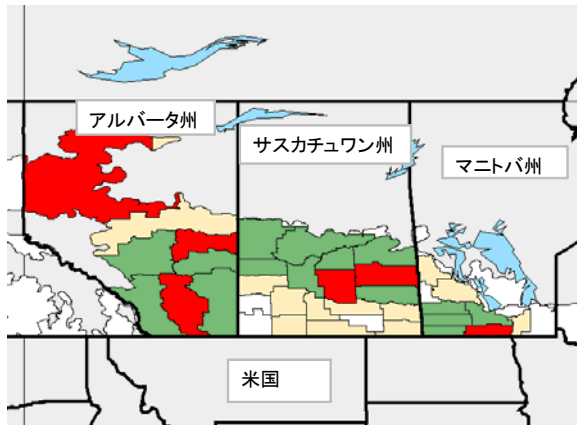 アルバータ州
サスカチュワン州
マニトバ州
米国